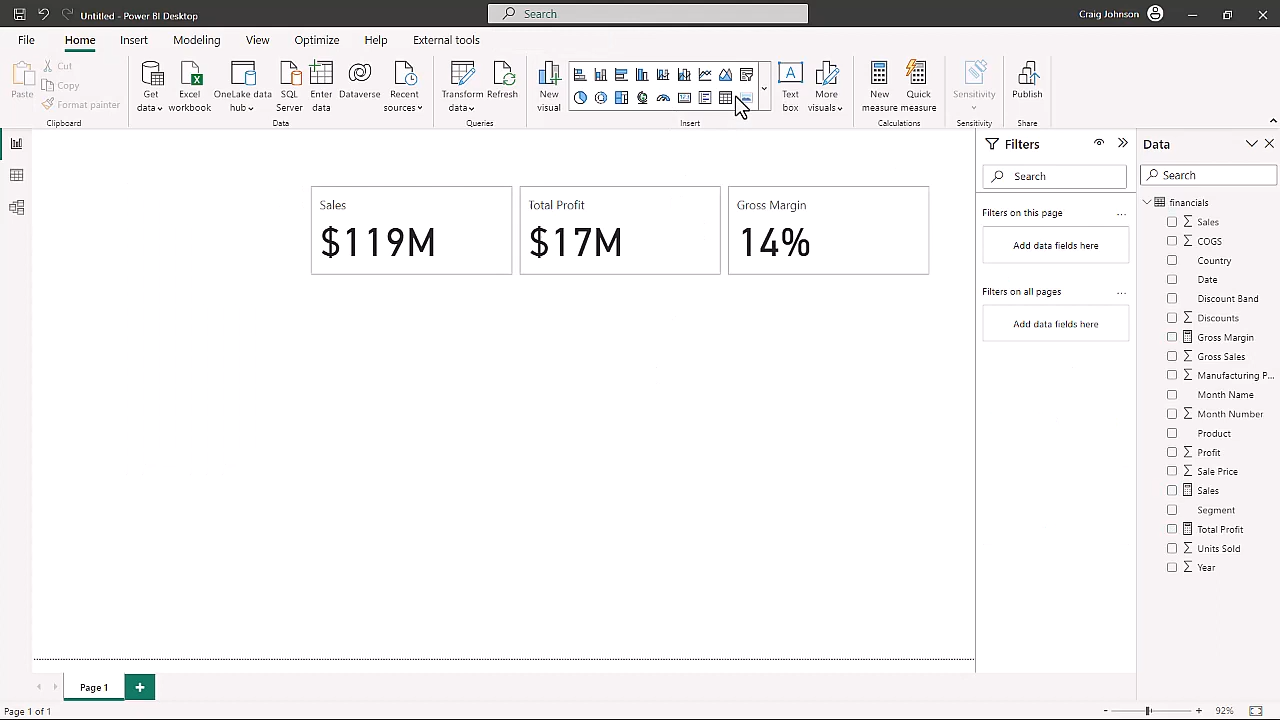 Untitled - Power BI Desktop
Search
Craig Johnson
File
Home
Insert
Modeling
View
Optimize
Help
External tools
Paste
Cut
Copy
Format painter
Clipboard
Get data
Excel workbook
OneLake data hub
SQL Server
Enter data
Dataverse
Recent sources
Data
Transform data
Refresh
Queries
New visual
Text box
More visuals
Insert
New measure
Quick measure
Calculations
Sensitivity
Sensitivity
Publish
Share
Sales
$119M
Total Profit
$17M
Gross Margin
14%
Filters
Search
Filters on this page
...
Add data fields here
Filters on all pages
...
Add data fields here
Data
Search
financials
Sales
COGS
Country
Date
Discount Band
Discounts
Gross Margin
Gross Sales
Manufacturing P...
Month Name
Month Number
Product
Profit
Sale Price
Sales
Segment
Total Profit
Units Sold
Year
Page 1
Page 1 of 1
92%